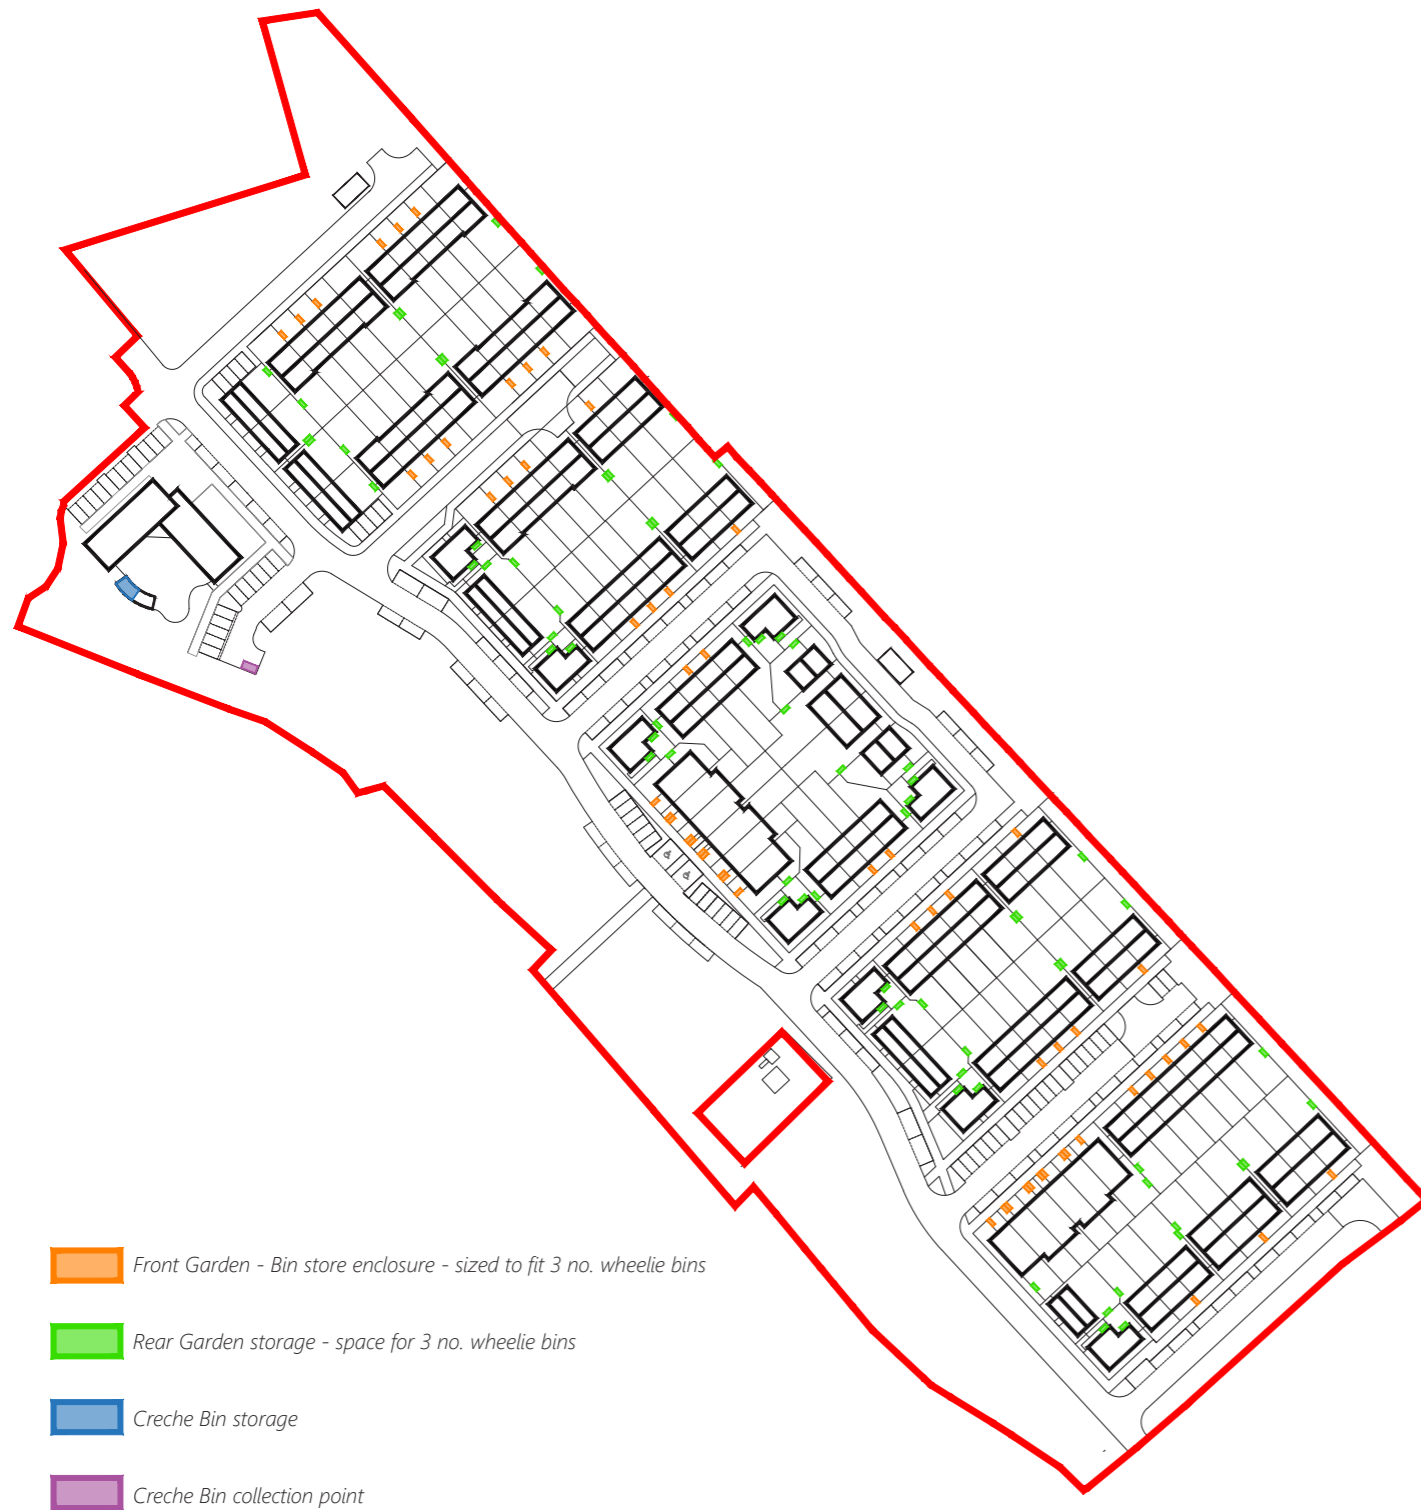 Front Garden - Bin store enclosure - sized to fit 3 no. wheelie bins
Rear Garden storage - space for 3 no. wheelie bins
Creche Bin storage
Creche Bin collection point